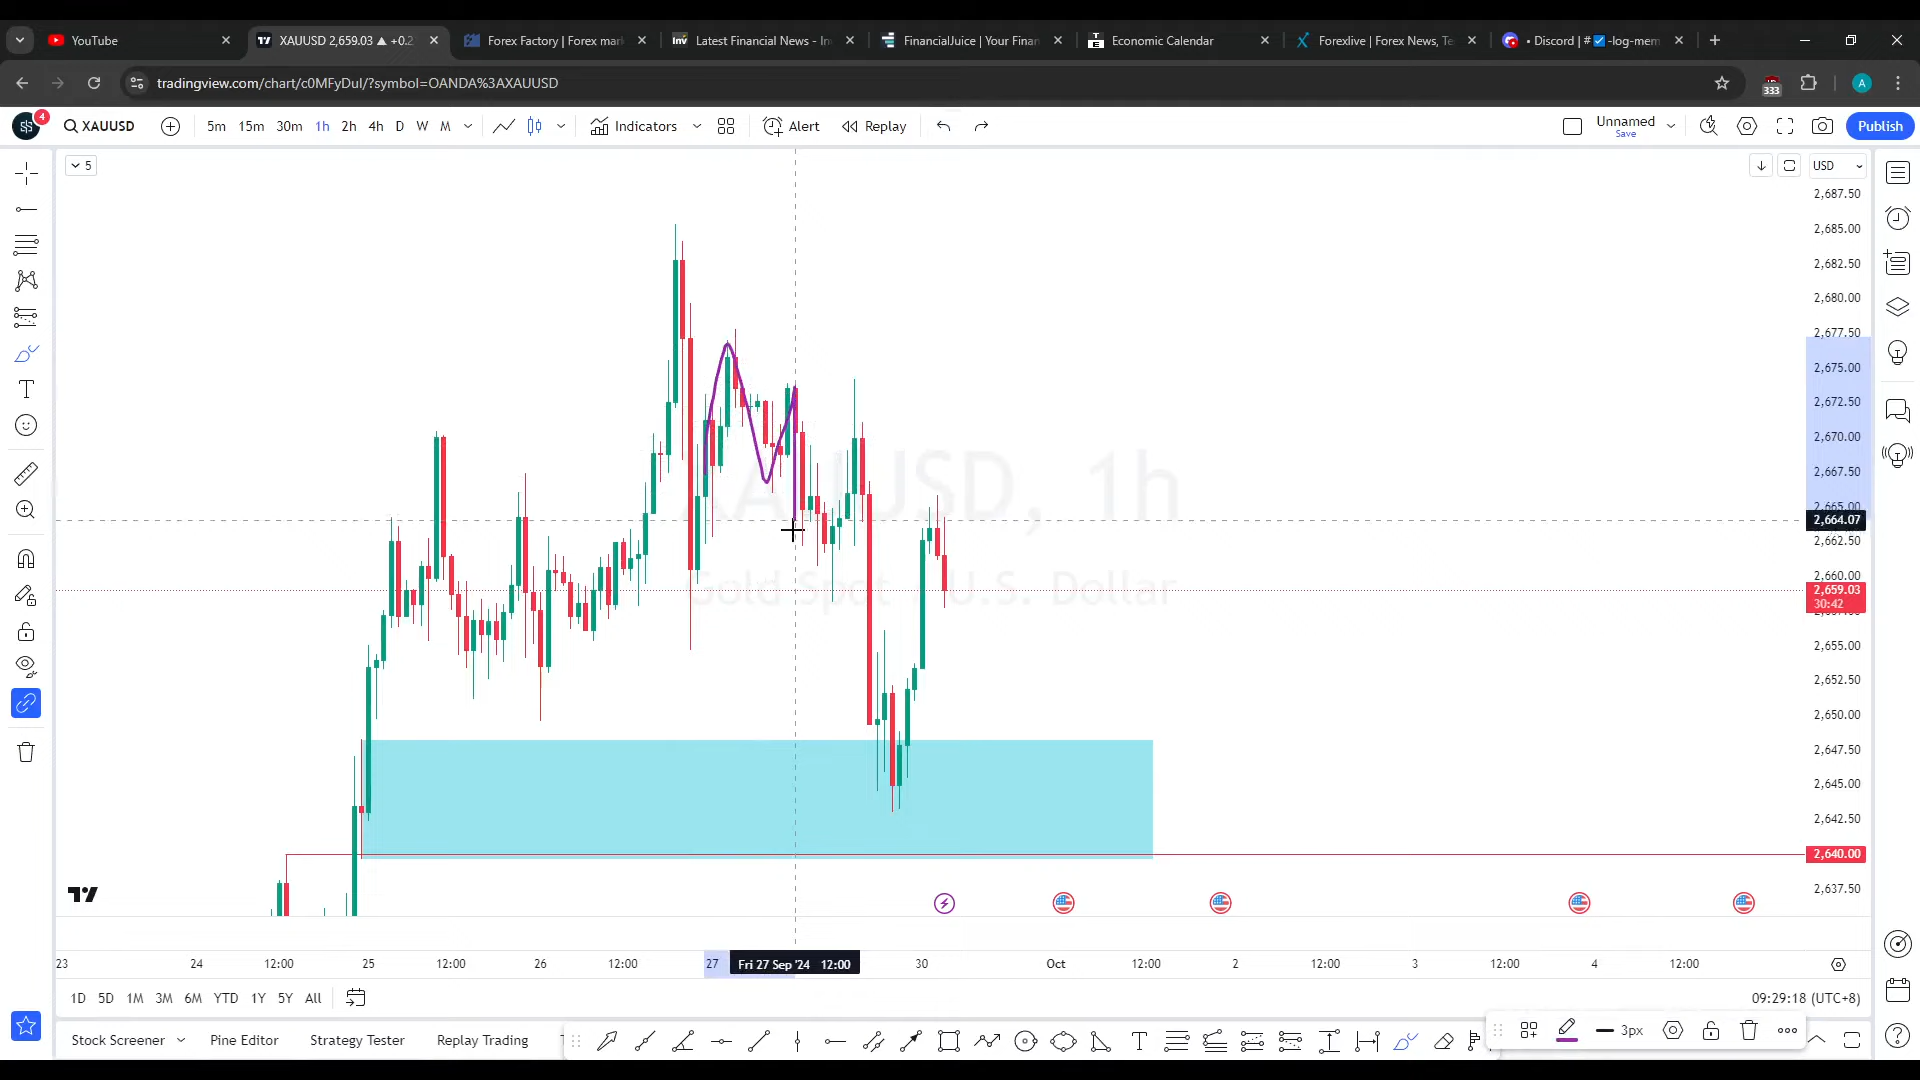 YouTube
XAUUSD 2,659.03 ▲ +0.2
Forex Factory | Forex mar
Inv Latest Financial News - In
FinancialJuice | Your Finan
Economic Calendar
Forexlive | Forex News, Te
• Discord | #✅-log-mem
tradingview.com/chart/c0MFyDuI/?symbol=OANDA%3AXAUUSD
333
A
4
XAUUSD
5m 15m 30m 1h 2h 4h D W M
Indicators
Alert
Replay
Unnamed
Save
Publish
5
USD
2,687.50
2,685.00
2,682.50
2,680.00
2,677.50
2,675.00
2,672.50
2,670.00
2,667.50
2,665.00
2,664.07
2,662.50
2,660.00
2,659.03
30:42
2,655.00
2,652.50
2,650.00
2,647.50
2,645.00
2,642.50
2,640.00
2,637.50
XAUUSD, 1h
Gold Spot U.S. Dollar
23 24 12:00 25 12:00 26 12:00 27 Fri 27 Sep '24 12:00 30 Oct 12:00 2 12:00 3 12:00 4 12:00
1D 5D 1M 3M 6M YTD 1Y 5Y All
09:29:18 (UTC+8)
Stock Screener Pine Editor Strategy Tester Replay Trading
3px